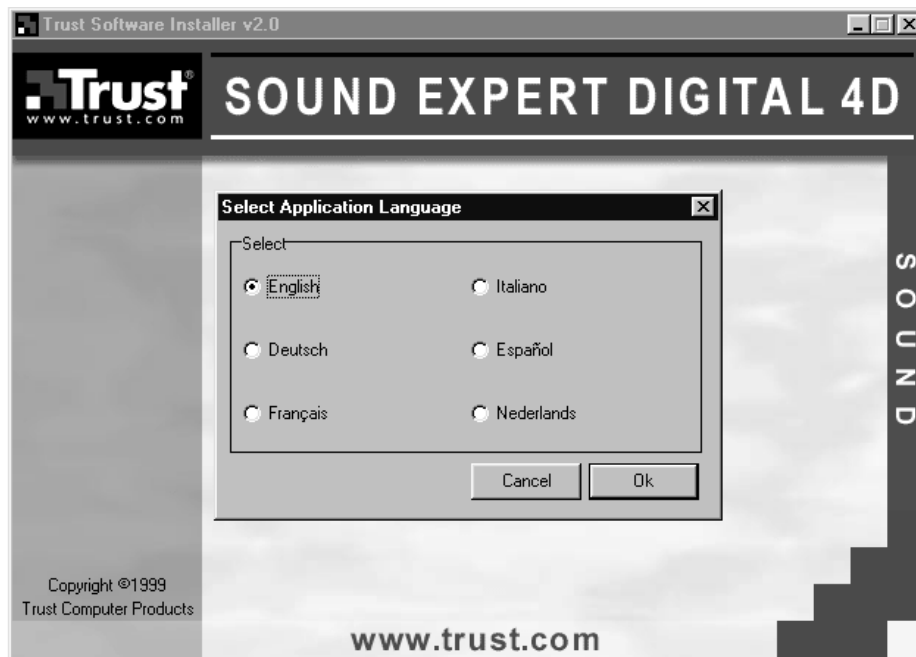 Trust Software Installer v2.0
Trust®
www.trust.com
SOUND EXPERT DIGITAL 4D
Select Application Language
Select
English
Italiano
Deutsch
Español
Français
Nederlands
Cancel
Ok
SOUND
Copyright ©1999
Trust Computer Products
www.trust.com